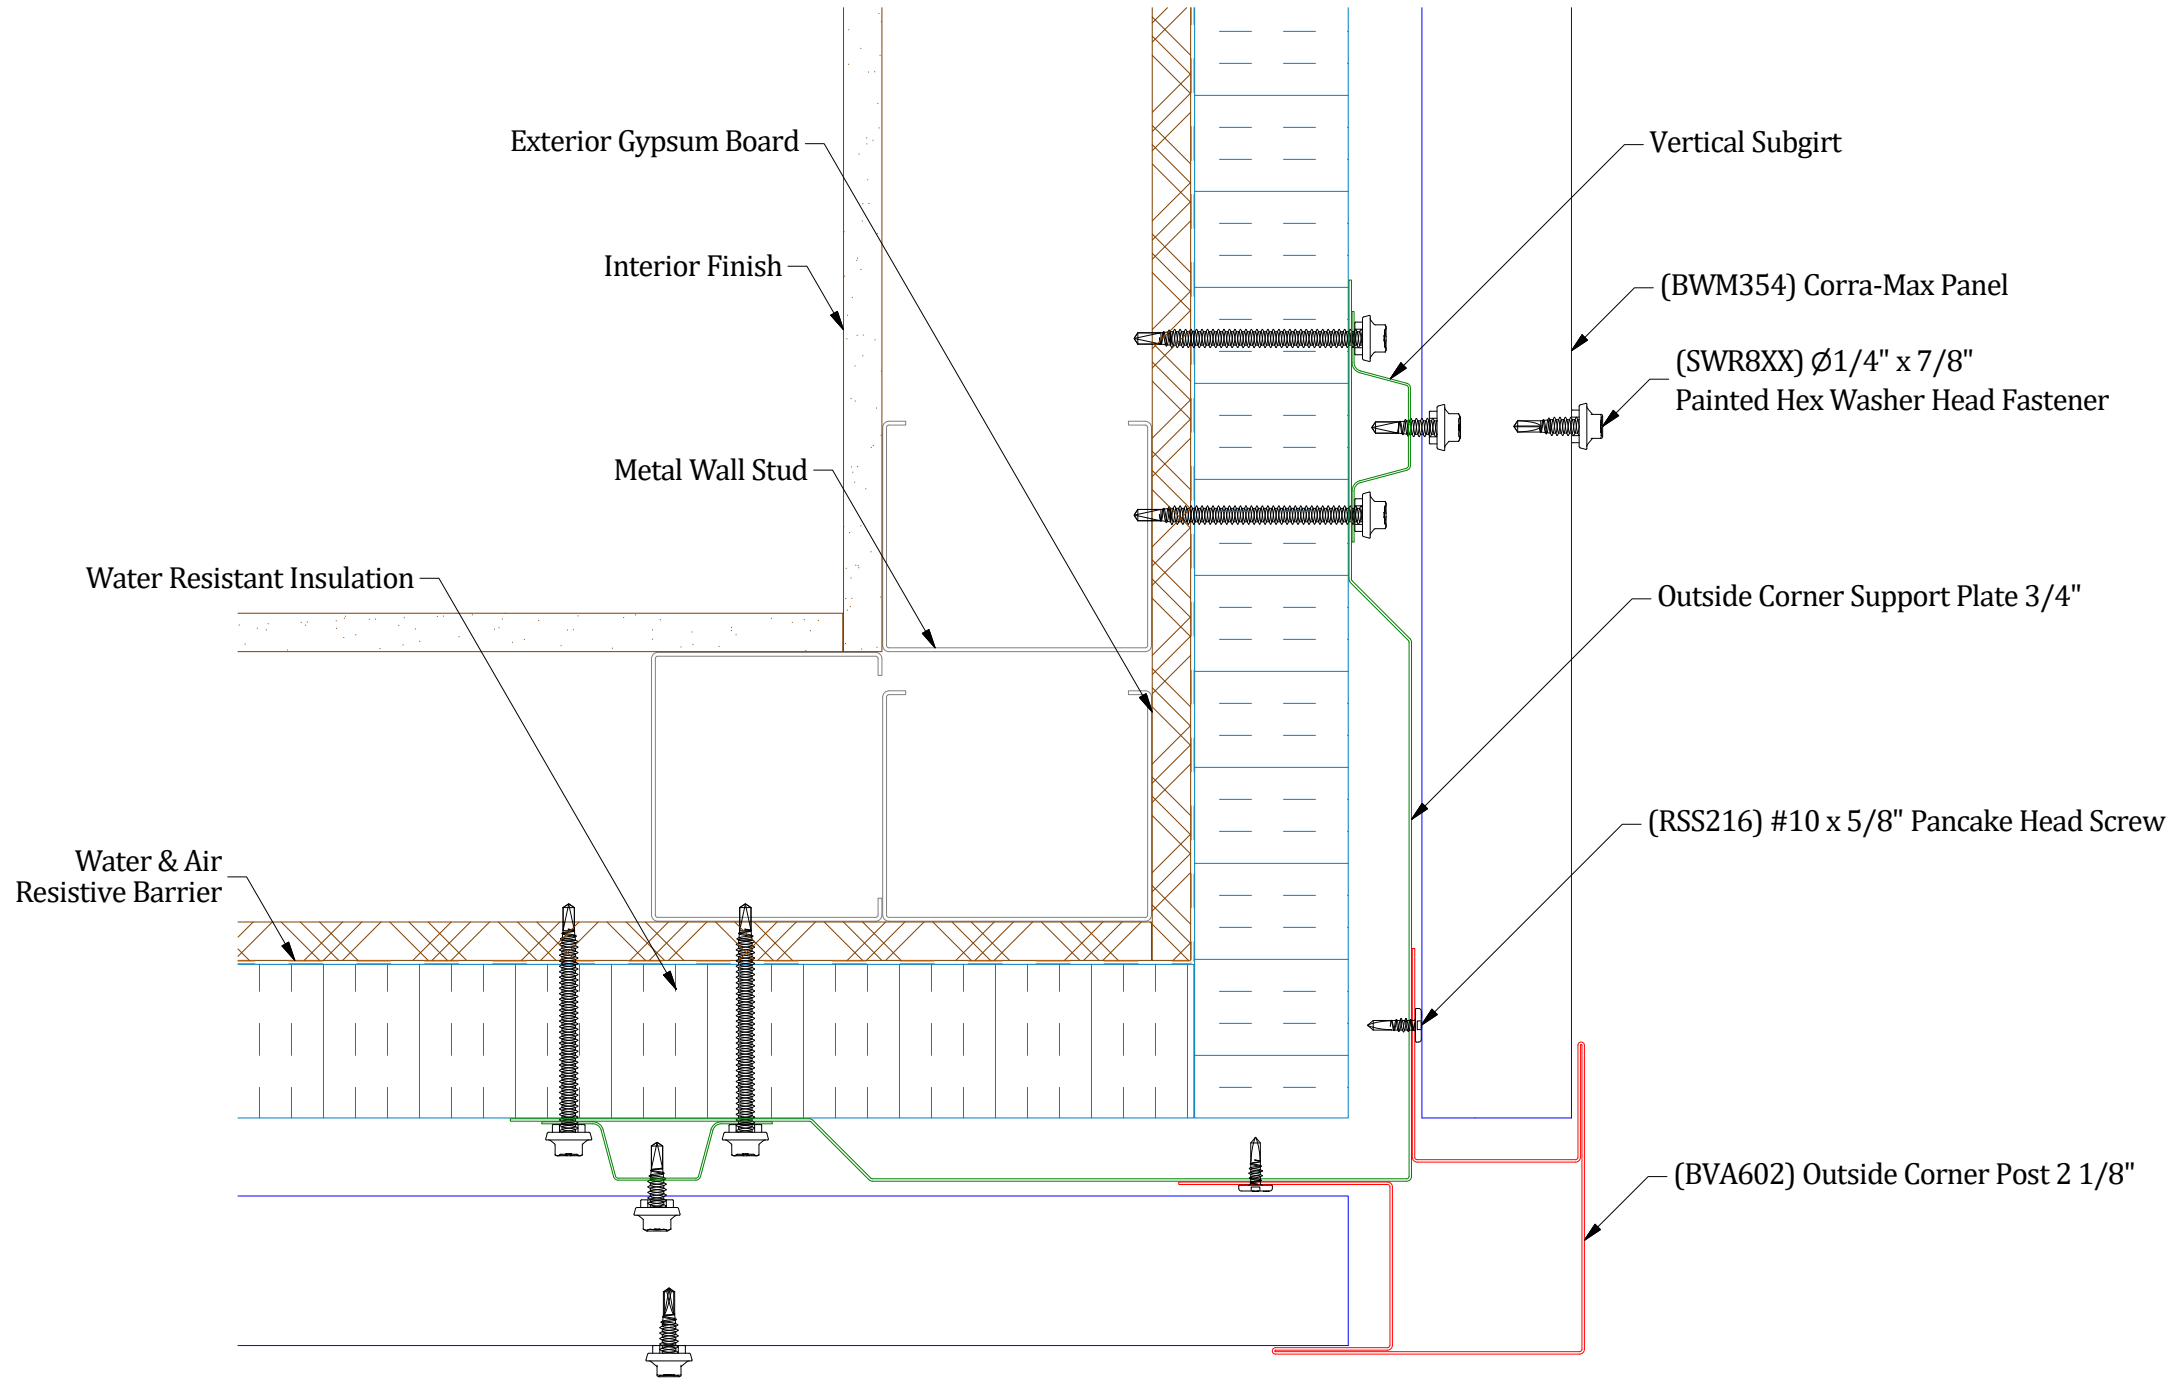 Exterior Gypsum Board
Vertical Subgirt
Interior Finish
(BWM354) Corra-Max Panel
(SWR8XX) Ø1/4" x 7/8"
Painted Hex Washer Head Fastener
Metal Wall Stud
Water Resistant Insulation
Outside Corner Support Plate 3/4"
(RSS216) #10 x 5/8" Pancake Head Screw
Water & Air
Resistive Barrier
(BVA602) Outside Corner Post 2 1/8"